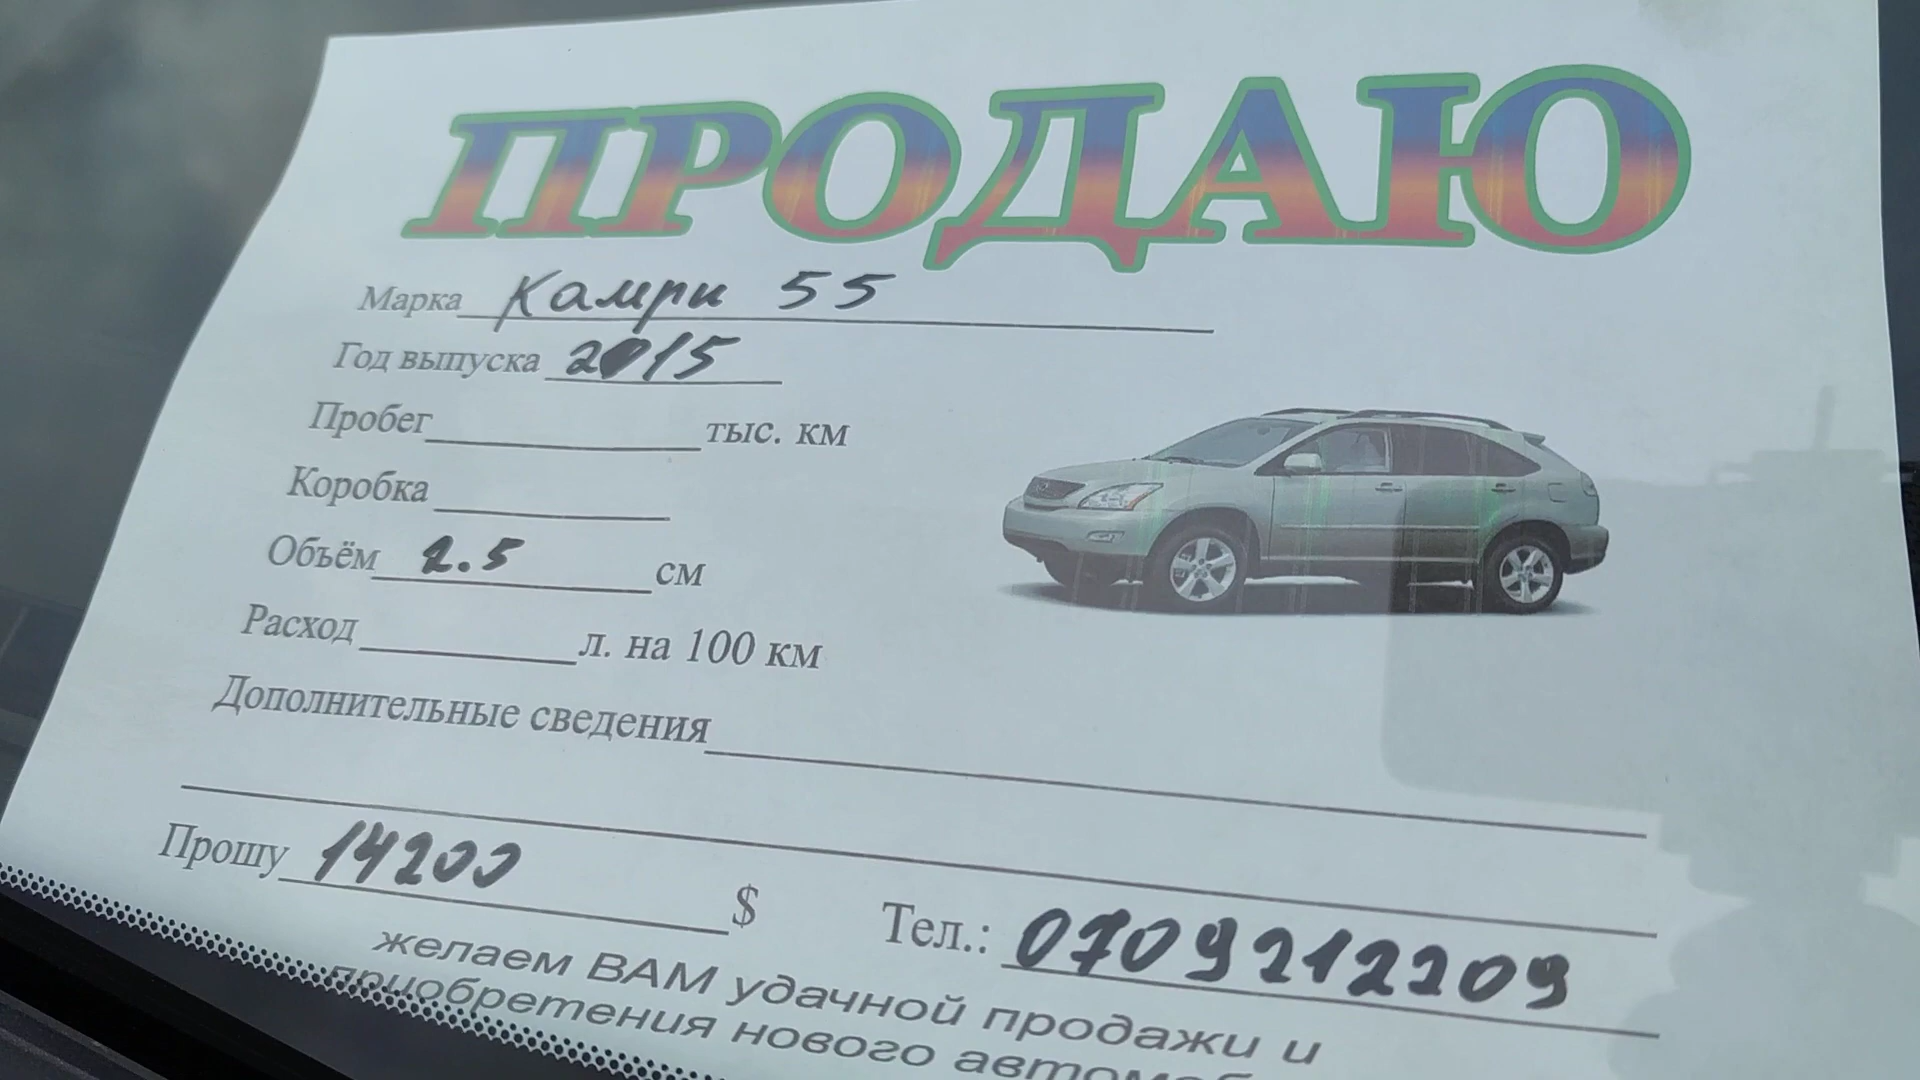 ПРОДАЮ
Марка Камри 55
Год выпуска 2015
Пробег тыс. км
Коробка
Объём 2.5 см
Расход л. на 100 км
Дополнительные сведения
Прошу 14200 $ Тел.: 0709212209
желаем ВАМ удачной продажи и
приобретения нового